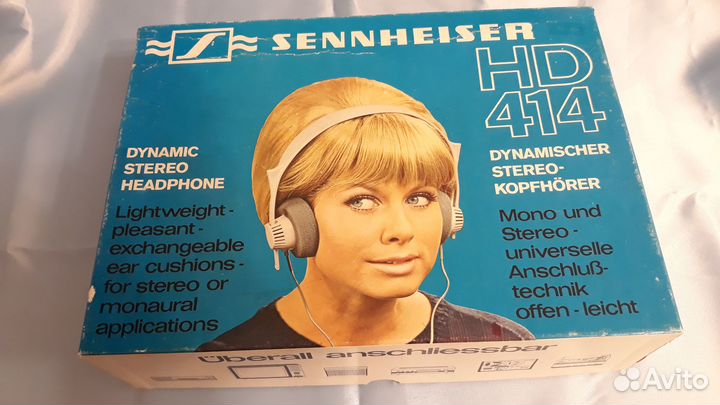 SENNHEISER
HD
414
DYNAMIC
STEREO
HEADPHONE
Lightweight-
pleasant-
exchangeable
ear cushions-
for stereo or
monaural
applications
DYNAMISCHER
STEREO-
KOPFHÖRER
Mono und
Stereo-
universelle
Anschluß-
technik
offen-leicht
überall anschliessbar
Avito